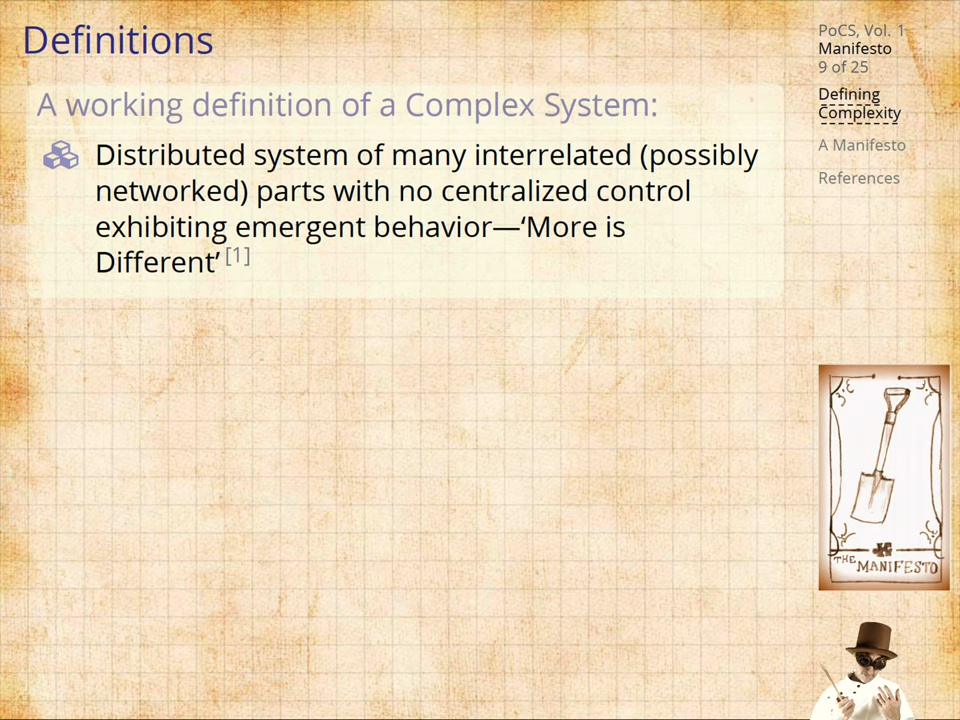 Definitions
A working definition of a Complex System:
Distributed system of many interrelated (possibly
networked) parts with no centralized control
exhibiting emergent behavior—‘More is
Different’ [1]
PoCS, Vol. 1
Manifesto
9 of 25
Defining
Complexity
A Manifesto
References
THE MANIFESTO